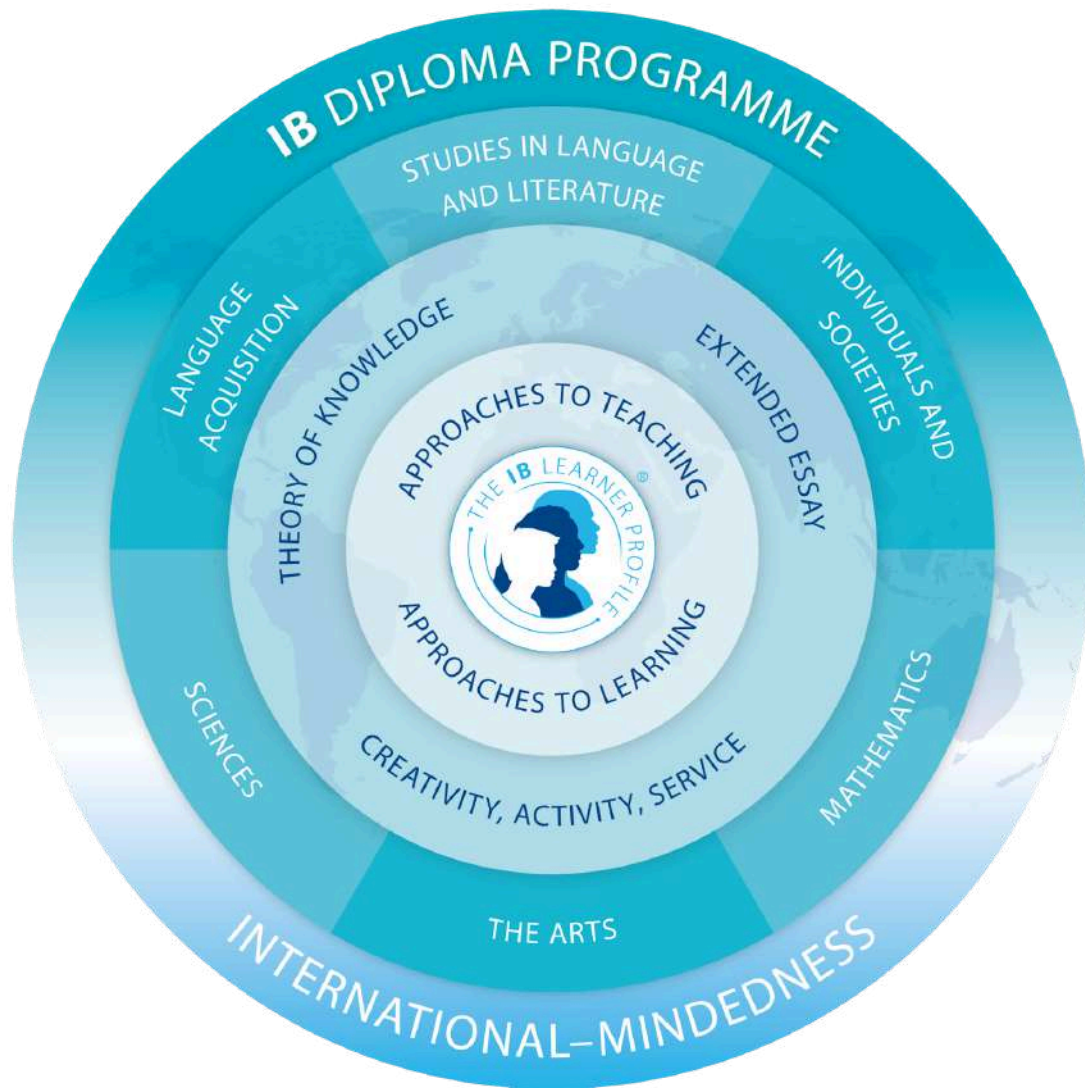 IB DIPLOMA PROGRAMME
STUDIES IN LANGUAGE
AND LITERATURE
LANGUAGE
ACQUISITION
INDIVIDUALS AND
SOCIETIES
THEORY OF KNOWLEDGE
EXTENDED ESSAY
APPROACHES TO TEACHING
THE IB LEARNER PROFILE®
APPROACHES TO LEARNING
CREATIVITY, ACTIVITY, SERVICE
SCIENCES
MATHEMATICS
THE ARTS
INTERNATIONAL–MINDEDNESS